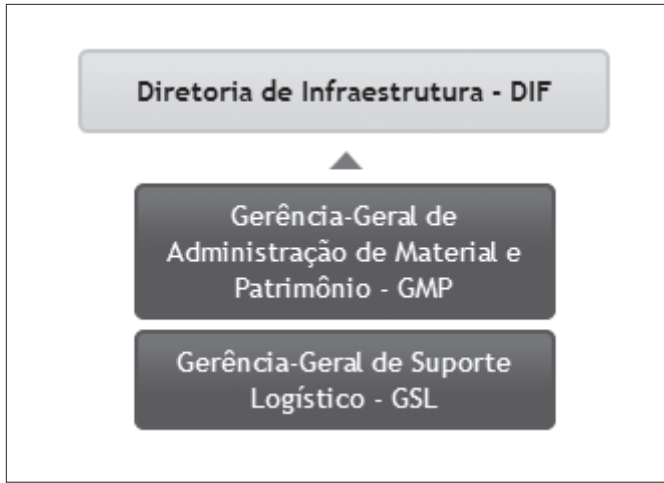 Diretoria de Infraestrutura - DIF
Gerência-Geral de
Administração de Material e
Patrimônio - GMP
Gerência-Geral de Suporte
Logístico - GSL